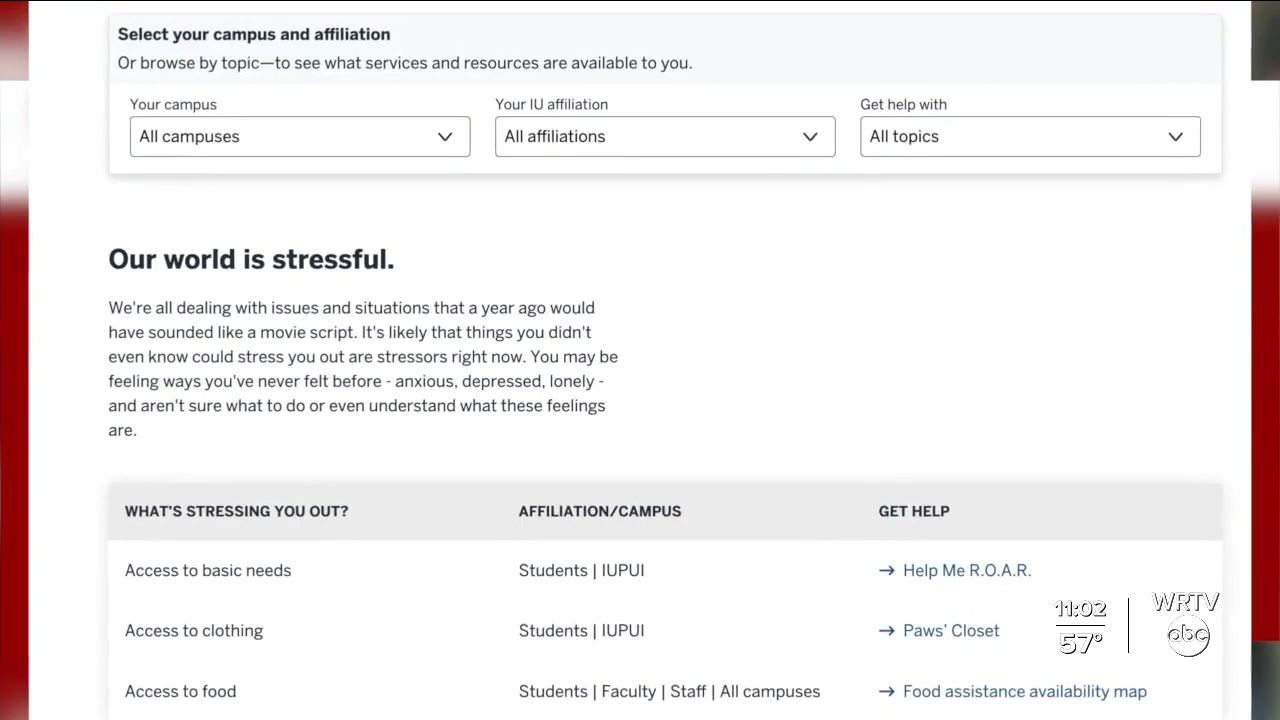 Select your campus and affiliation
Or browse by topic—to see what services and resources are available to you.
Your campus
Your IU affiliation
Get help with
All campuses
All affiliations
All topics
Our world is stressful.
We're all dealing with issues and situations that a year ago would
have sounded like a movie script. It's likely that things you didn't
even know could stress you out are stressors right now. You may be
feeling ways you've never felt before - anxious, depressed, lonely -
and aren't sure what to do or even understand what these feelings
are.
WHAT'S STRESSING YOU OUT? AFFILIATION/CAMPUS GET HELP
Access to basic needs Students | IUPUI → Help Me R.O.A.R.
Access to clothing Students | IUPUI → Paws' Closet
Access to food Students | Faculty | Staff | All campuses → Food assistance availability map
11:02
57°
WRTV
abc